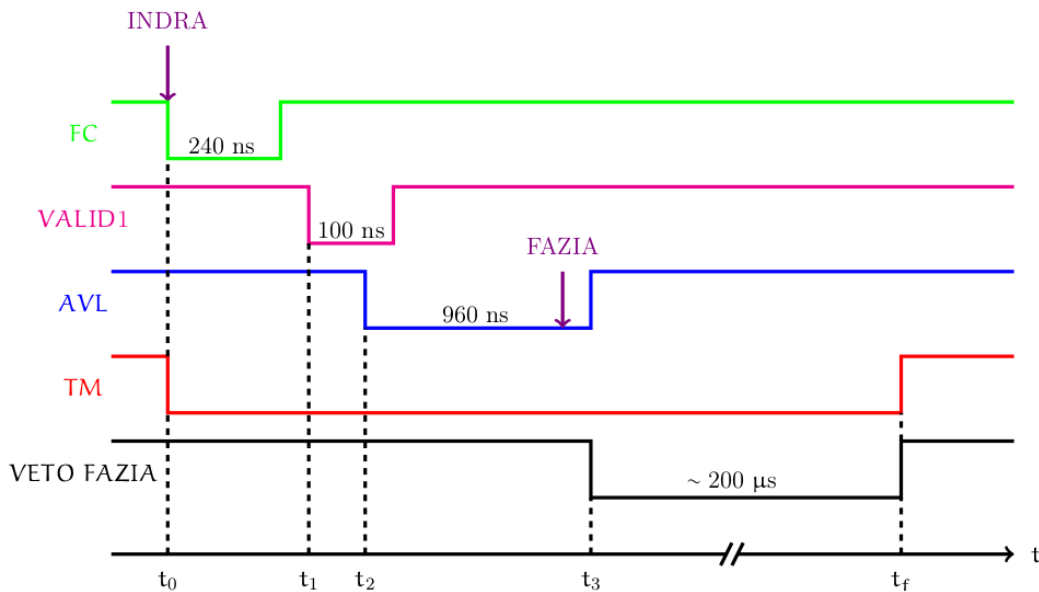 INDRA
FC
240 ns
VALID1
100 ns
FAZIA
AVL
960 ns
TM
VETO FAZIA
~ 200 µs
t
t₀ t₁ t₂ t₃ t_f